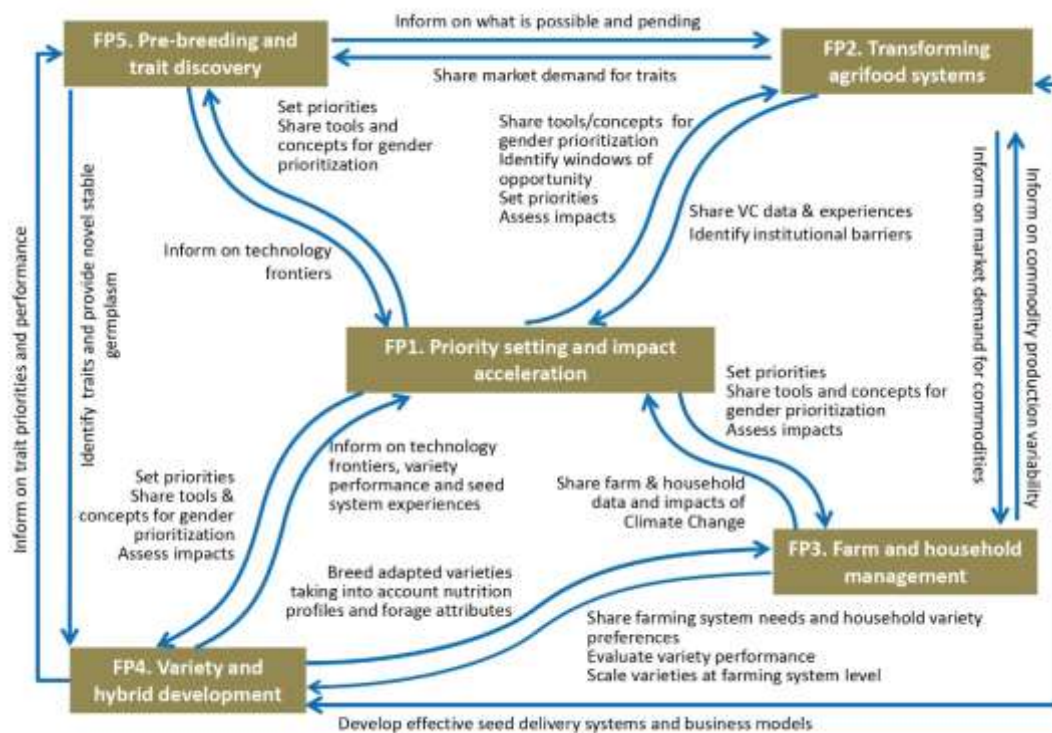 Inform on what is possible and pending
FP5. Pre-breeding and
trait discovery
FP2. Transforming
agrifood systems
Share market demand for traits
Set priorities
Share tools and
concepts for gender
prioritization
Share tools/concepts for
gender prioritization
Identify windows of
opportunity
Set priorities
Assess impacts
Share VC data & experiences
Identify institutional barriers
Inform on technology
frontiers
Inform on trait priorities and performance
Identify traits and provide novel stable
germplasm
Inform on market demand for commodities
Inform on commodity production variability
FP1. Priority setting and impact
acceleration
Set priorities
Share tools and concepts for
gender prioritization
Assess impacts
Inform on technology
frontiers, variety
performance and seed
system experiences
Set priorities
Share tools &
concepts for gender
prioritization
Assess impacts
Share farm & household
data and impacts of
Climate Change
FP3. Farm and household
management
Breed adapted varieties
taking into account nutrition
profiles and forage attributes
Share farming system needs and household variety
preferences
Evaluate variety performance
Scale varieties at farming system level
FP4. Variety and
hybrid development
Develop effective seed delivery systems and business models